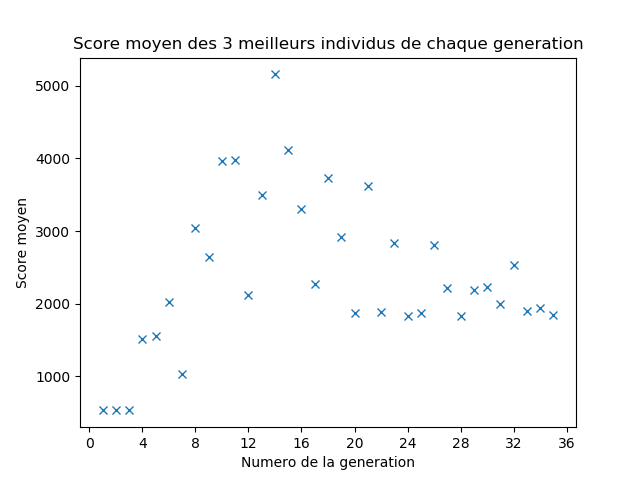 Score moyen des 3 meilleurs individus de chaque generation
5000
4000
3000
2000
1000
Score moyen
0 4 8 12 16 20 24 28 32 36
Numero de la generation